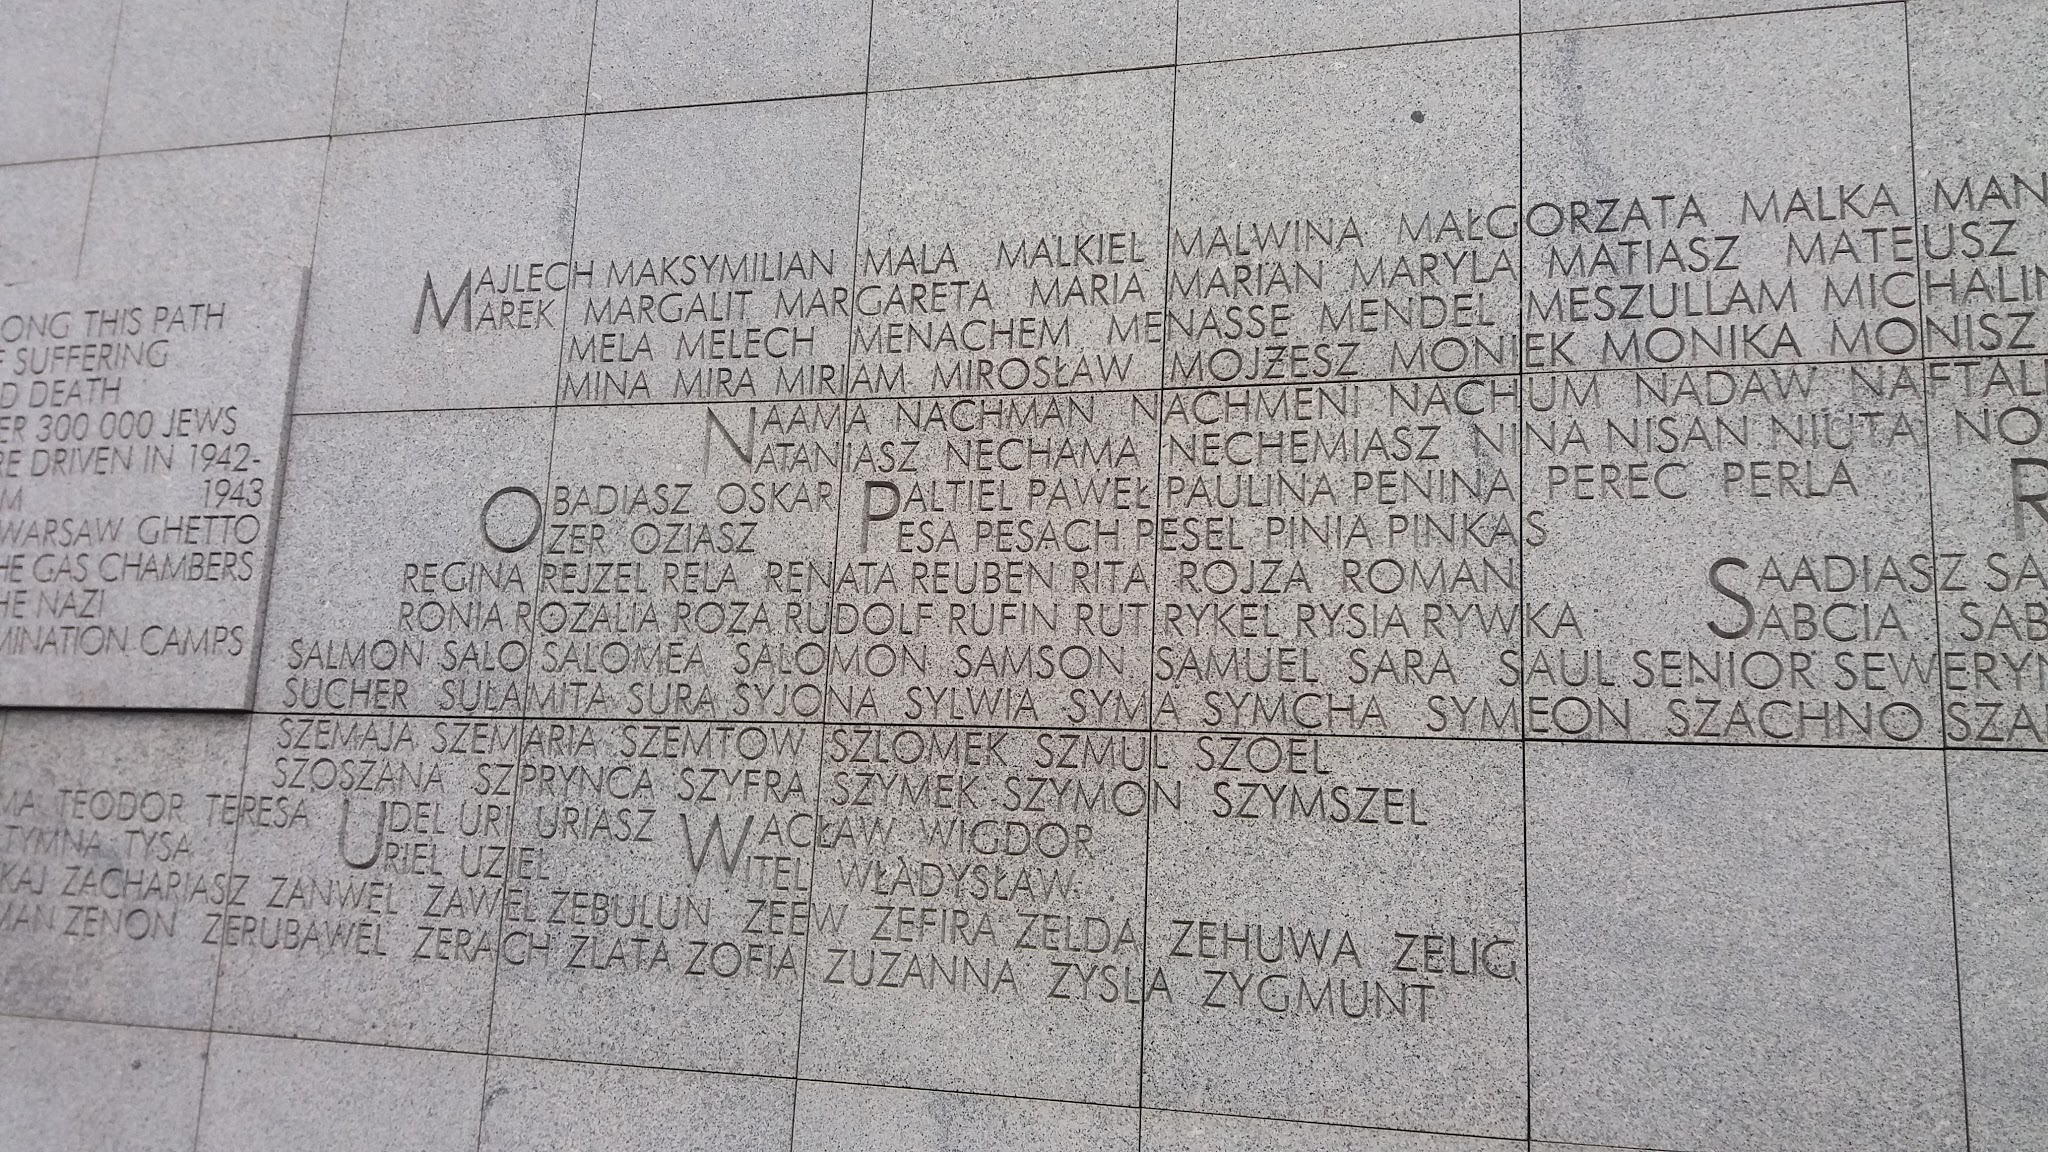 ONG THIS PATH
SUFFERING
D DEATH
ER 300 000 JEWS
RE DRIVEN IN 1942-
M 1943
WARSAW GHETTO
HE GAS CHAMBERS
HE NAZI
MINATION CAMPS
MAJLECH MAKSYMILIAN MALA MALKIEL MALWINA MAŁGORZATA MALKA MAN
MAREK MARGALIT MARGARETA MARIA MARIAN MARYLA MATIASZ MATEUSZ
MELA MELECH MENACHEM MENASSE MENDEL MESZULLAM MICHALIN
MINA MIRA MIRIAM MIROSŁAW MOJŻESZ MONIEK MONIKA MONISZ
NAAMA NACHMAN NACHMENI NACHUM NADAW NAFTALI
NATANIASZ NECHAMA NECHEMIASZ NINA NISAN NIUTA NO
OBADIASZ OSKAR PALTIEL PAWEŁ PAULINA PENINA PEREC PERLA R
OZER OZIASZ PESA PESACH PESEL PINIA PINKAS
REGINA REJZEL RELA RENATA REUBEN RITA ROJZA ROMAN SAADIASZ SA
RONIA ROZALIA ROZA RUDOLF RUFIN RUT RYKEL RYSIA RYWKA SABCIA SAB
SALMON SALO SALOMEA SALOMON SAMSON SAMUEL SARA SAUL SENIOR SEWERYN
SUCHER SULAMITA SURA SYJONA SYLWIA SYMA SYMCHA SYMEON SZACHNO SZA
SZEMAJA SZEMARIA SZEMTOW SZLOMEK SZMUL SZOEL
SZOSZANA SZPRYNCA SZYFRA SZYMEK SZYMON SZYMSZEL
MA TEODOR TERESA UDEL URI URIASZ WACŁAW WIGDOR
TYMNA TYSA URIEL UZIEL WITEL WŁADYSŁAW
KAJ ZACHARIASZ ZANWEL ZAWEL ZEBULUN ZEEW ZEFIRA ZELDA ZEHUWA ZELIG
MAN ZENON ZERUBAWEL ZERACH ZLATA ZOFIA ZUZANNA ZYSLA ZYGMUNT